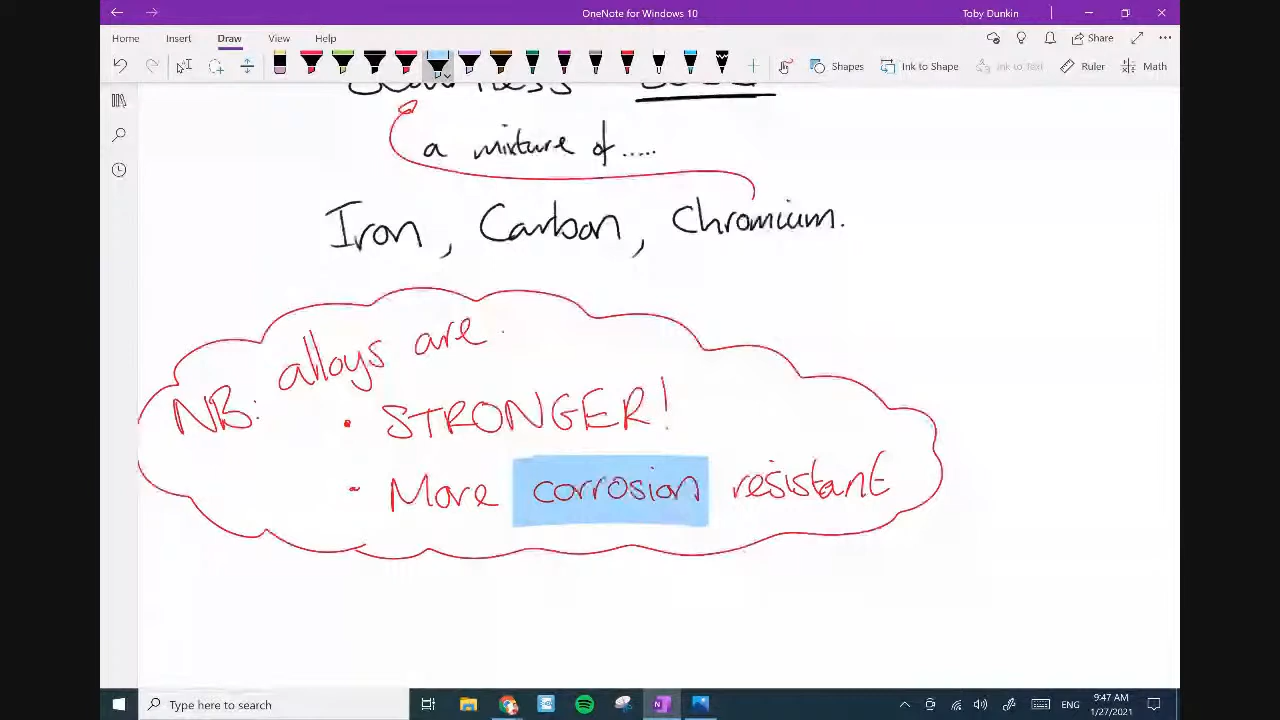 OneNote for Windows 10
Toby Dunkin
Home Insert Draw View Help
Share
Shapes Ink to Shape Ink to Text Ruler Math
a mixture of .....
Iron, Carbon, Chromium.
NB: alloys are
• STRONGER!
• More corrosion resistant
Type here to search
ENG
9:47 AM
1/27/2021